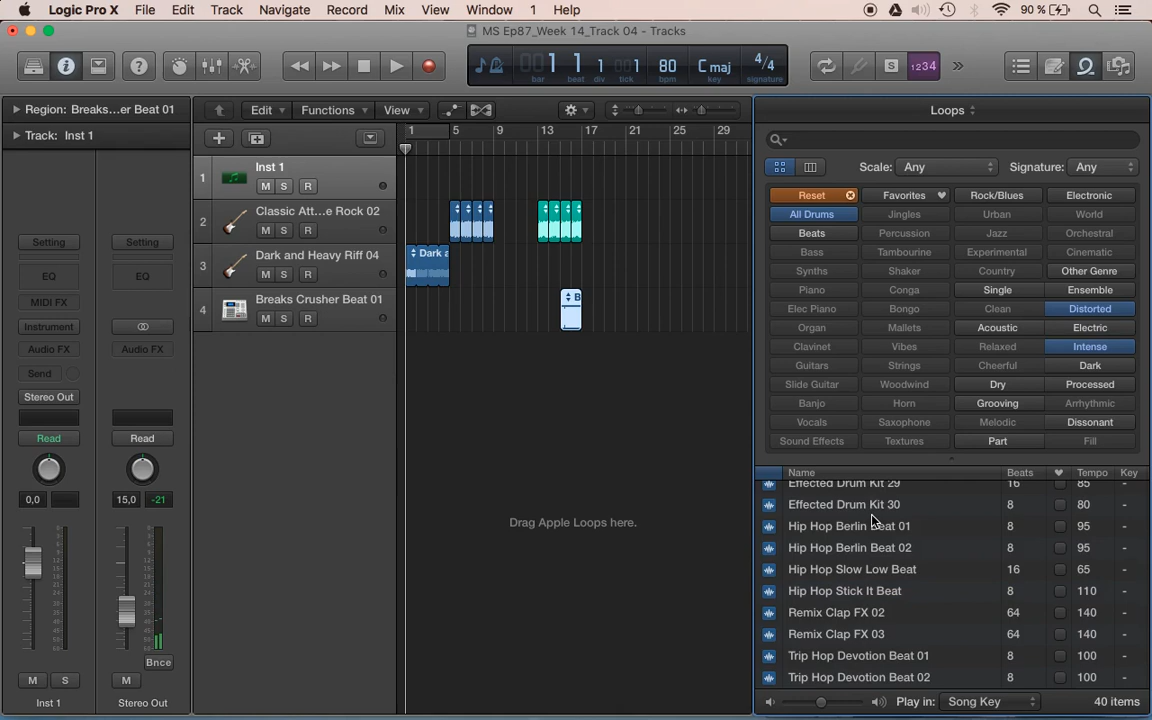 Logic Pro X File Edit Track Navigate Record Mix View Window 1 Help 90 %
MS Ep87_Week 14_Track 04 - Tracks
001 1 1 001 80 C maj 4/4
bar beat div tick bpm key signature
1234
Region: Breaks...er Beat 01
Track: Inst 1
Edit Functions View
Loops
1 5 9 13 17 21 25 29
Scale: Any Signature: Any
1 Inst 1
M S R
2 Classic Att...e Rock 02
M S R
3 Dark and Heavy Riff 04
M S R
Dark a
4 Breaks Crusher Beat 01
M S R
B
Drag Apple Loops here.
Setting Setting
EQ EQ
MIDI FX
Instrument
Audio FX Audio FX
Send
Stereo Out
Read Read
0,0 15,0 -21
Bnce
M S M
Inst 1 Stereo Out
Reset Favorites Rock/Blues Electronic
All Drums Jingles Urban World
Beats Percussion Jazz Orchestral
Bass Tambourine Experimental Cinematic
Synths Shaker Country Other Genre
Piano Conga Single Ensemble
Elec Piano Bongo Clean Distorted
Organ Mallets Acoustic Electric
Clavinet Vibes Relaxed Intense
Guitars Strings Cheerful Dark
Slide Guitar Woodwind Dry Processed
Banjo Horn Grooving Arrhythmic
Vocals Saxophone Melodic Dissonant
Sound Effects Textures Part Fill
Name Beats Tempo Key
Effected Drum Kit 29 16 85 -
Effected Drum Kit 30 8 80 -
Hip Hop Berlin Beat 01 8 95 -
Hip Hop Berlin Beat 02 8 95 -
Hip Hop Slow Low Beat 16 65 -
Hip Hop Stick It Beat 8 110 -
Remix Clap FX 02 64 140 -
Remix Clap FX 03 64 140 -
Trip Hop Devotion Beat 01 8 100 -
Trip Hop Devotion Beat 02 8 100 -
Play in: Song Key 40 items